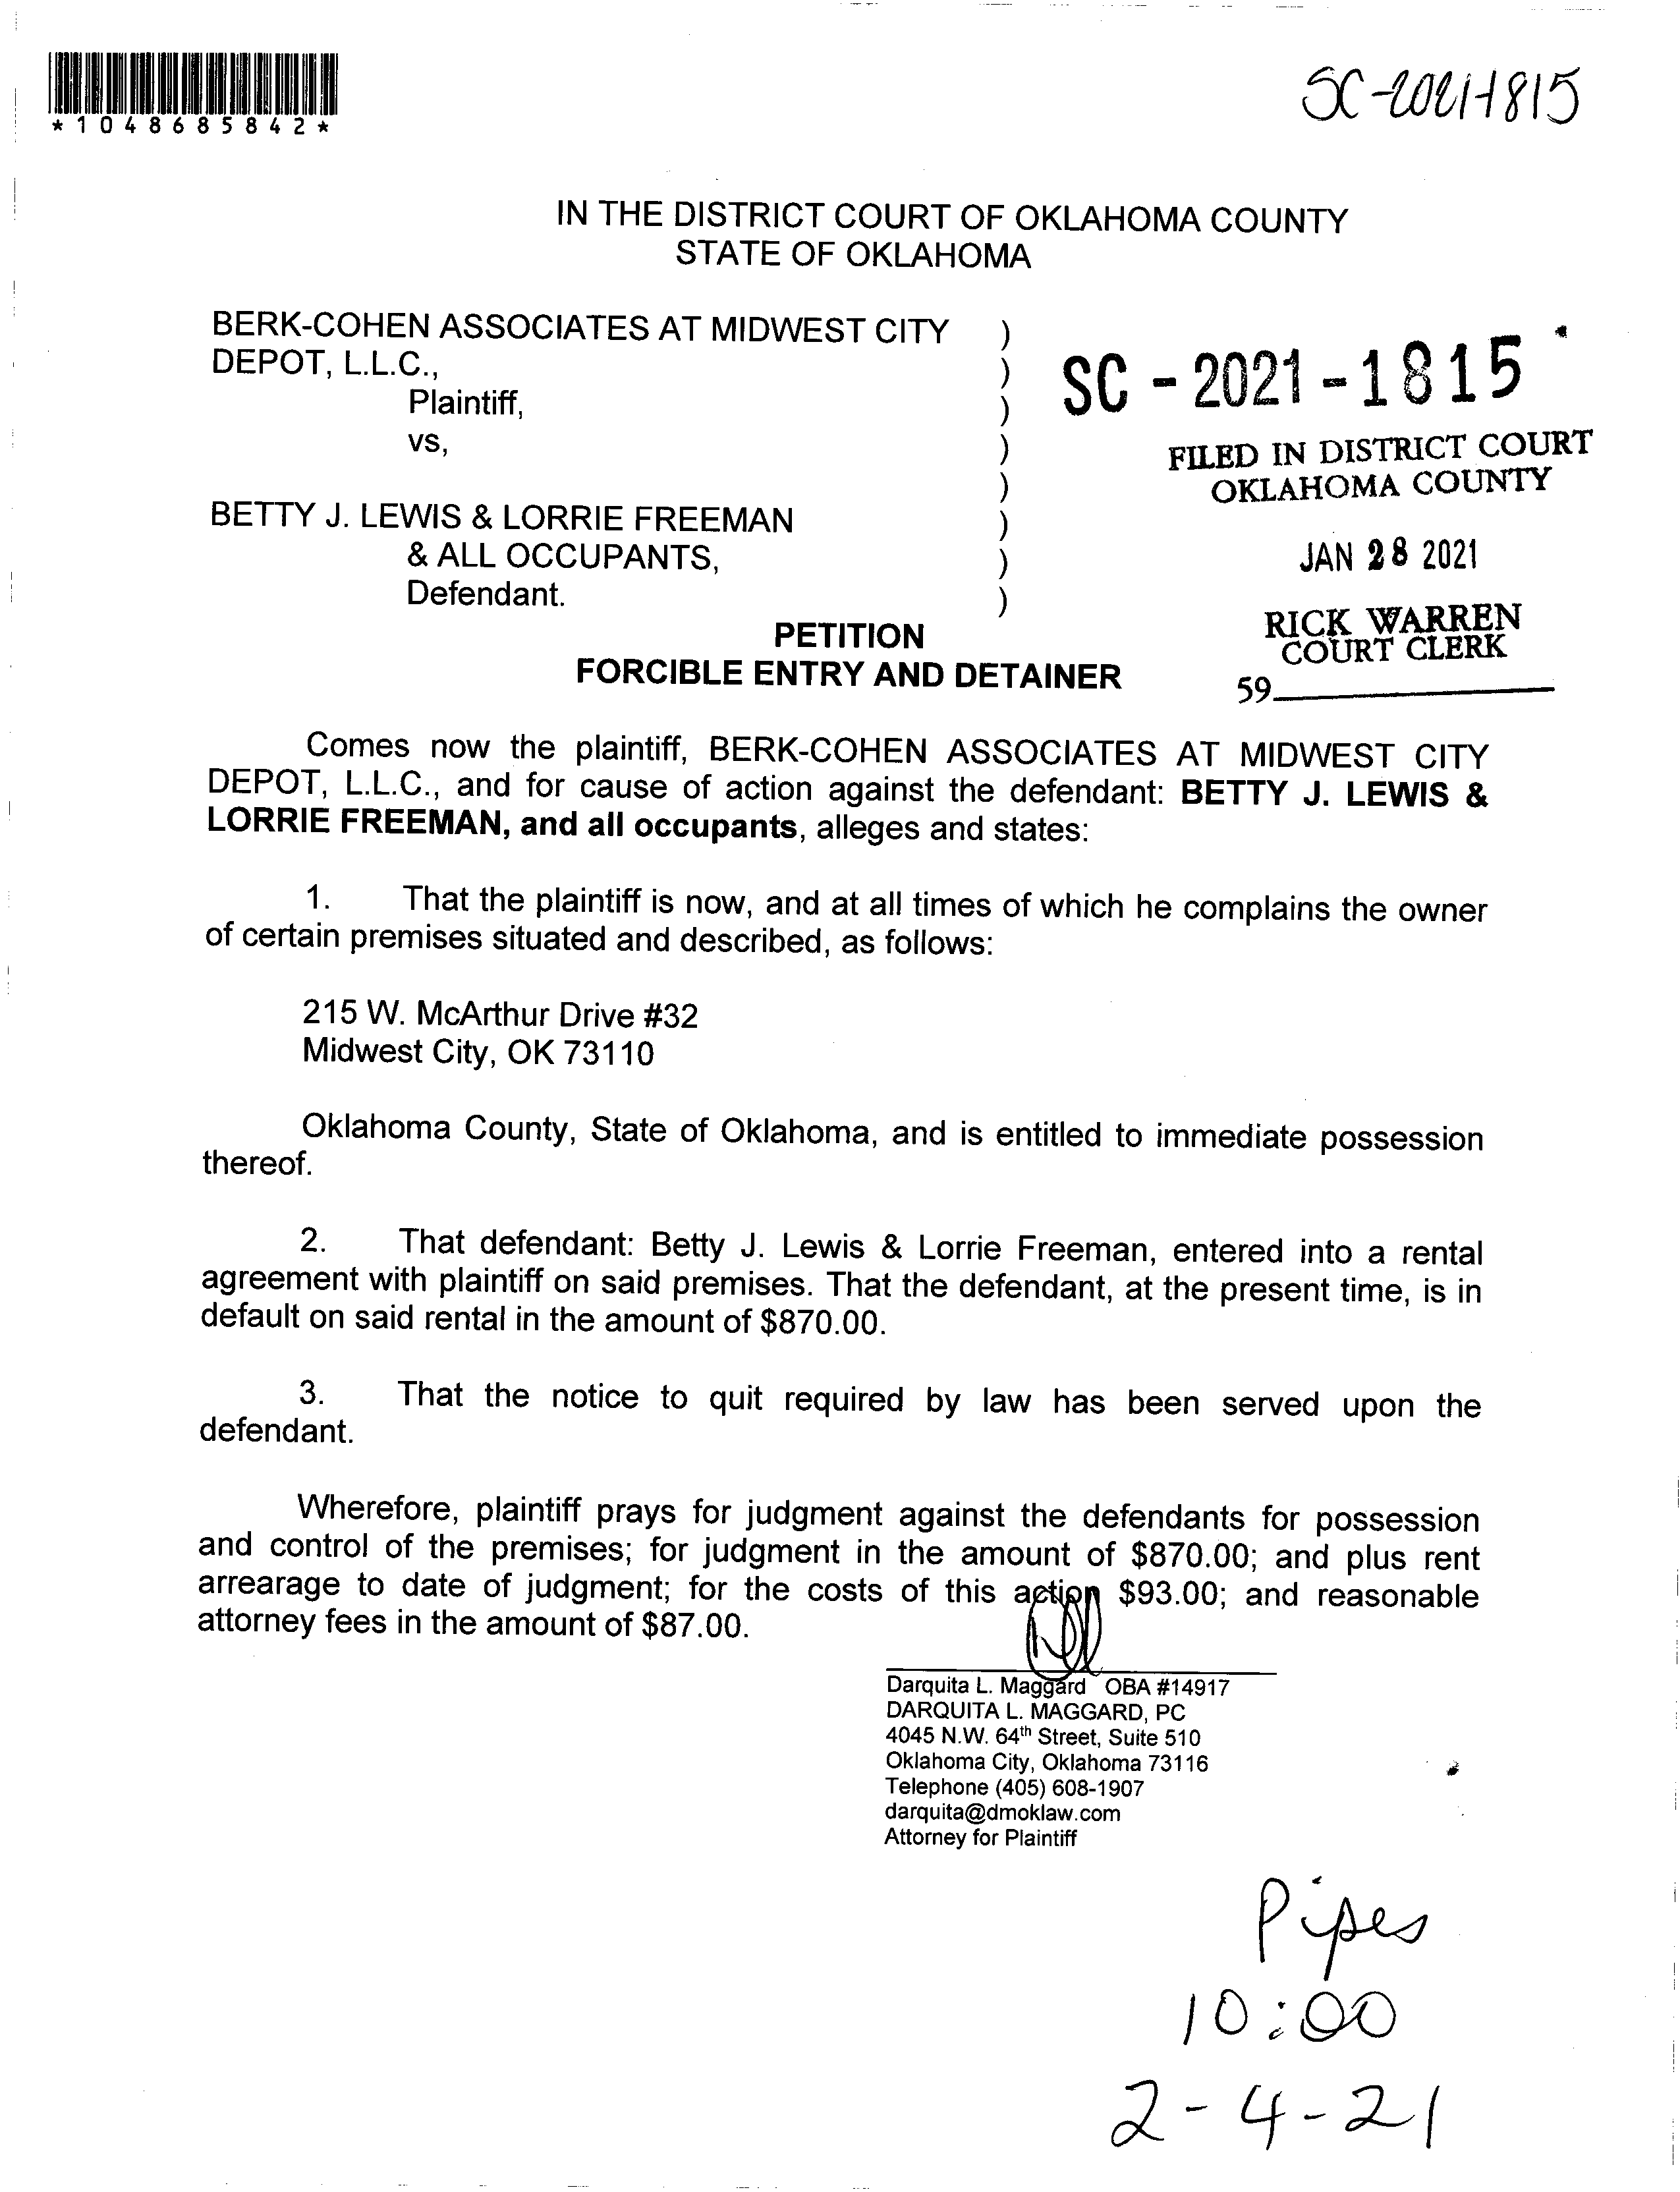 *1048685842*
SC-2021-1815
IN THE DISTRICT COURT OF OKLAHOMA COUNTY
STATE OF OKLAHOMA
BERK-COHEN ASSOCIATES AT MIDWEST CITY )
DEPOT, L.L.C., )
Plaintiff, )
vs, )
)
BETTY J. LEWIS & LORRIE FREEMAN )
& ALL OCCUPANTS, )
Defendant. )
SC - 2021 - 1815
FILED IN DISTRICT COURT
OKLAHOMA COUNTY
JAN 28 2021
RICK WARREN
COURT CLERK
59
PETITION
FORCIBLE ENTRY AND DETAINER
Comes now the plaintiff, BERK-COHEN ASSOCIATES AT MIDWEST CITY
DEPOT, L.L.C., and for cause of action against the defendant: BETTY J. LEWIS &
LORRIE FREEMAN, and all occupants, alleges and states:
1. That the plaintiff is now, and at all times of which he complains the owner
of certain premises situated and described, as follows:
215 W. McArthur Drive #32
Midwest City, OK 73110
Oklahoma County, State of Oklahoma, and is entitled to immediate possession
thereof.
2. That defendant: Betty J. Lewis & Lorrie Freeman, entered into a rental
agreement with plaintiff on said premises. That the defendant, at the present time, is in
default on said rental in the amount of $870.00.
3. That the notice to quit required by law has been served upon the
defendant.
Wherefore, plaintiff prays for judgment against the defendants for possession
and control of the premises; for judgment in the amount of $870.00; and plus rent
arrearage to date of judgment; for the costs of this action $93.00; and reasonable
attorney fees in the amount of $87.00.
Darquita L. Maggard OBA #14917
DARQUITA L. MAGGARD, PC
4045 N.W. 64th Street, Suite 510
Oklahoma City, Oklahoma 73116
Telephone (405) 608-1907
darquita@dmoklaw.com
Attorney for Plaintiff
Pipes
10:00
2-4-21